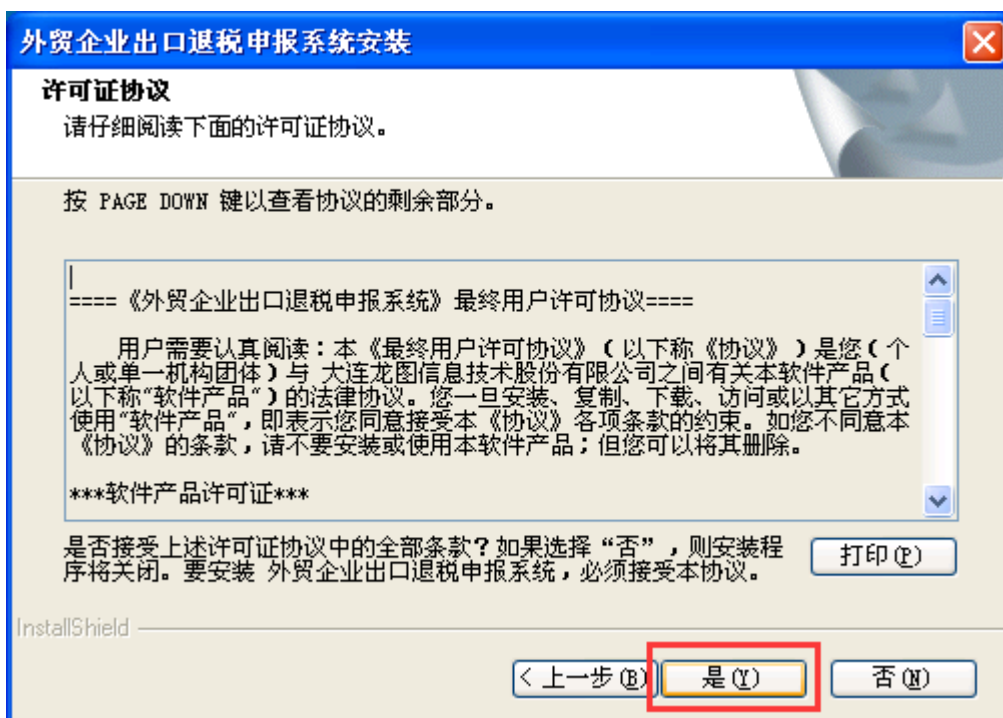 外贸企业出口退税申报系统安装
许可证协议
请仔细阅读下面的许可证协议。
按 PAGE DOWN 键以查看协议的剩余部分。
====《外贸企业出口退税申报系统》最终用户许可协议====
用户需要认真阅读：本《最终用户许可协议》（以下称《协议》）是您（个
人或单一机构团体）与 大连龙图信息技术股份有限公司之间有关本软件产品（
以下称“软件产品”）的法律协议。您一旦安装、复制、下载、访问或以其它方式
使用“软件产品”，即表示您同意接受本《协议》各项条款的约束。如您不同意本
《协议》的条款，请不要安装或使用本软件产品；但您可以将其删除。
***软件产品许可证***
是否接受上述许可证协议中的全部条款？如果选择“否”，则安装程
序将关闭。要安装 外贸企业出口退税申报系统，必须接受本协议。
打印(P)
InstallShield
< 上一步(B)
是(Y)
否(N)